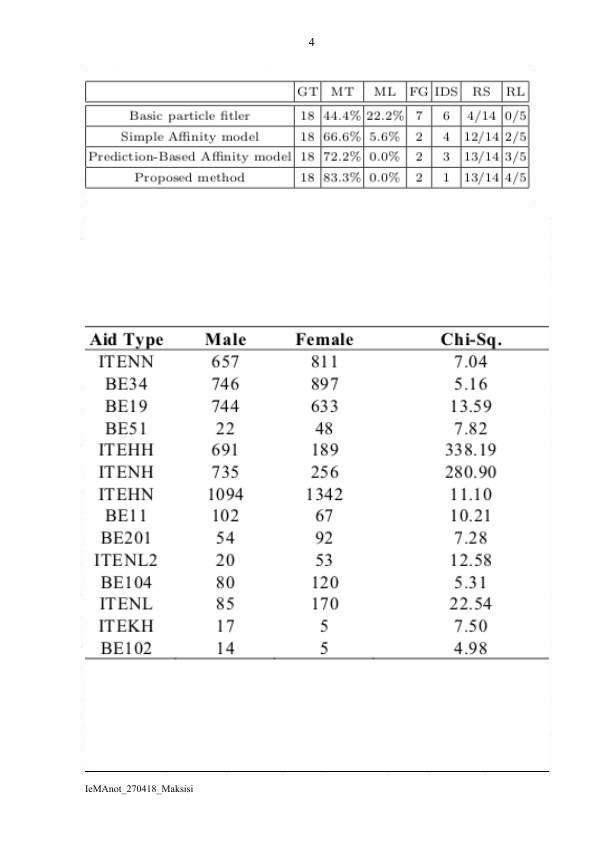 4
GT MT ML FG IDS RS RL
Basic particle fitler 18 44.4% 22.2% 7 6 4/14 0/5
Simple Affinity model 18 66.6% 5.6% 2 4 12/14 2/5
Prediction-Based Affinity model 18 72.2% 0.0% 2 3 13/14 3/5
Proposed method 18 83.3% 0.0% 2 1 13/14 4/5
Aid Type Male Female Chi-Sq.
ITENN 657 811 7.04
BE34 746 897 5.16
BE19 744 633 13.59
BE51 22 48 7.82
ITEHH 691 189 338.19
ITENH 735 256 280.90
ITEHN 1094 1342 11.10
BE11 102 67 10.21
BE201 54 92 7.28
ITENL2 20 53 12.58
BE104 80 120 5.31
ITENL 85 170 22.54
ITEKH 17 5 7.50
BE102 14 5 4.98
IeMAnot_270418_Maksisi